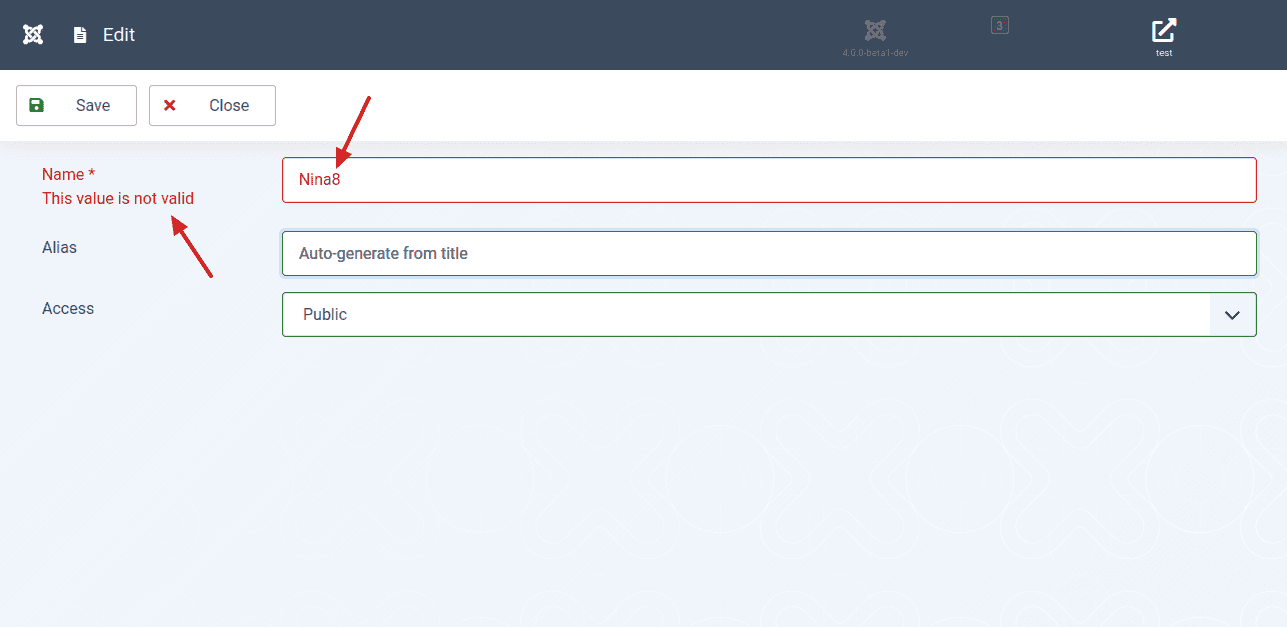 Edit
4.0.0-beta1-dev
3
test
Save
Close
Name *
This value is not valid
Nina8
Alias
Auto-generate from title
Access
Public